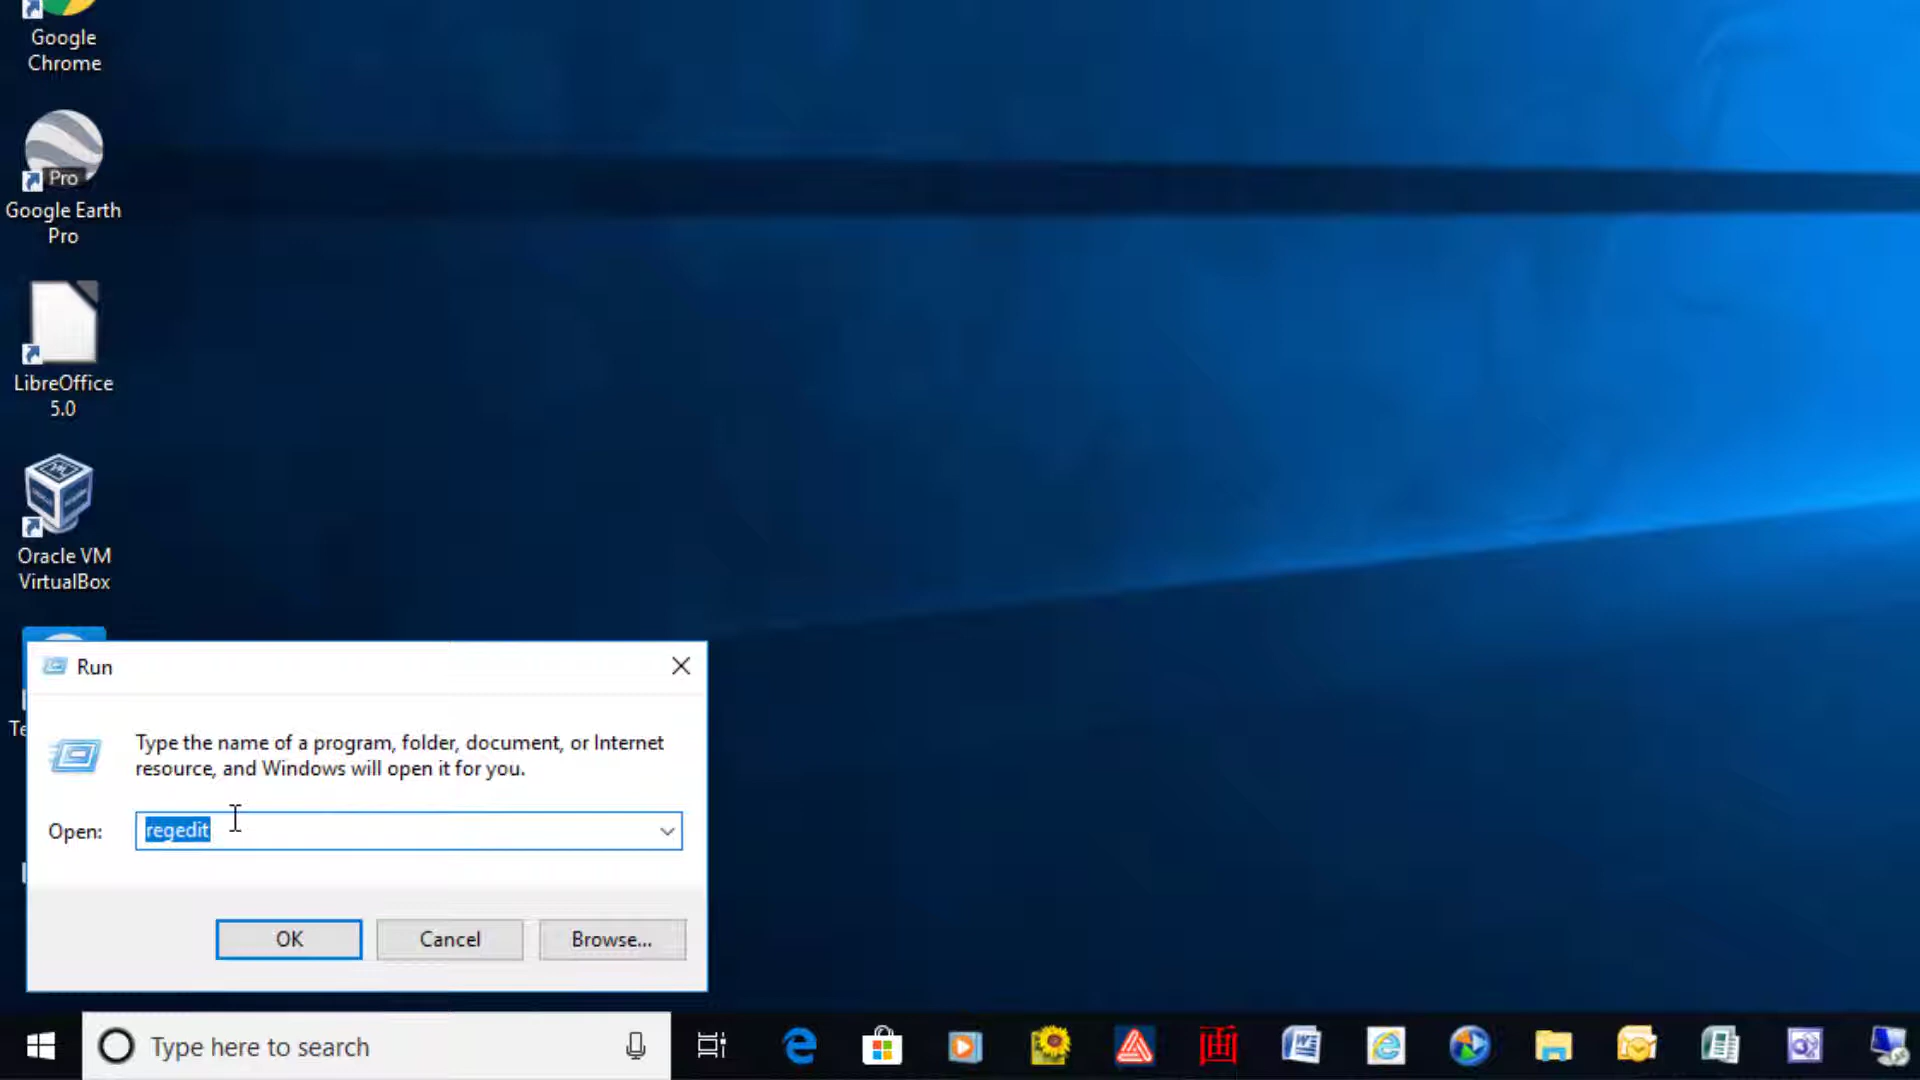 Google
Chrome
Pro
Google Earth
Pro
LibreOffice
5.0
Oracle VM
VirtualBox
Te
Run
Type the name of a program, folder, document, or Internet
resource, and Windows will open it for you.
Open:
regedit
OK
Cancel
Browse...
Type here to search
画